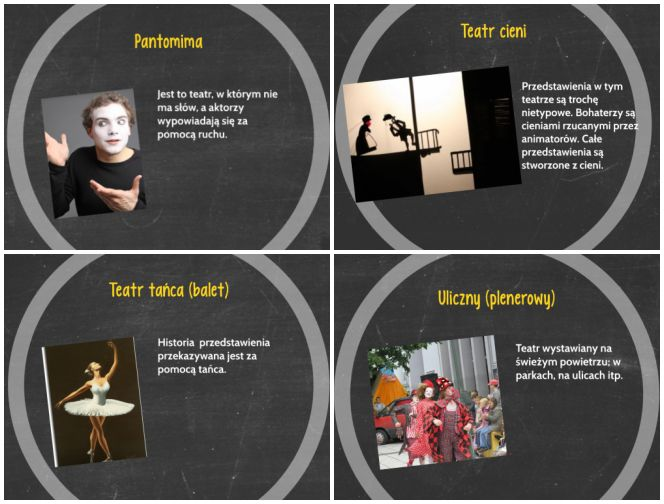 Pantomima
Jest to teatr, w którym nie
ma słów, a aktorzy
wypowiadają się za
pomocą ruchu.
Teatr cieni
Przedstawienia w tym
teatrze są trochę
nietypowe. Bohaterzy są
cieniami rzucanymi przez
animatorów. Całe
przedstawienia są
stworzone z cieni.
Teatr tańca (balet)
Historia przedstawienia
przekazywana jest za
pomocą tańca.
Uliczny (plenerowy)
Teatr wystawiany na
świeżym powietrzu; w
parkach, na ulicach itp.